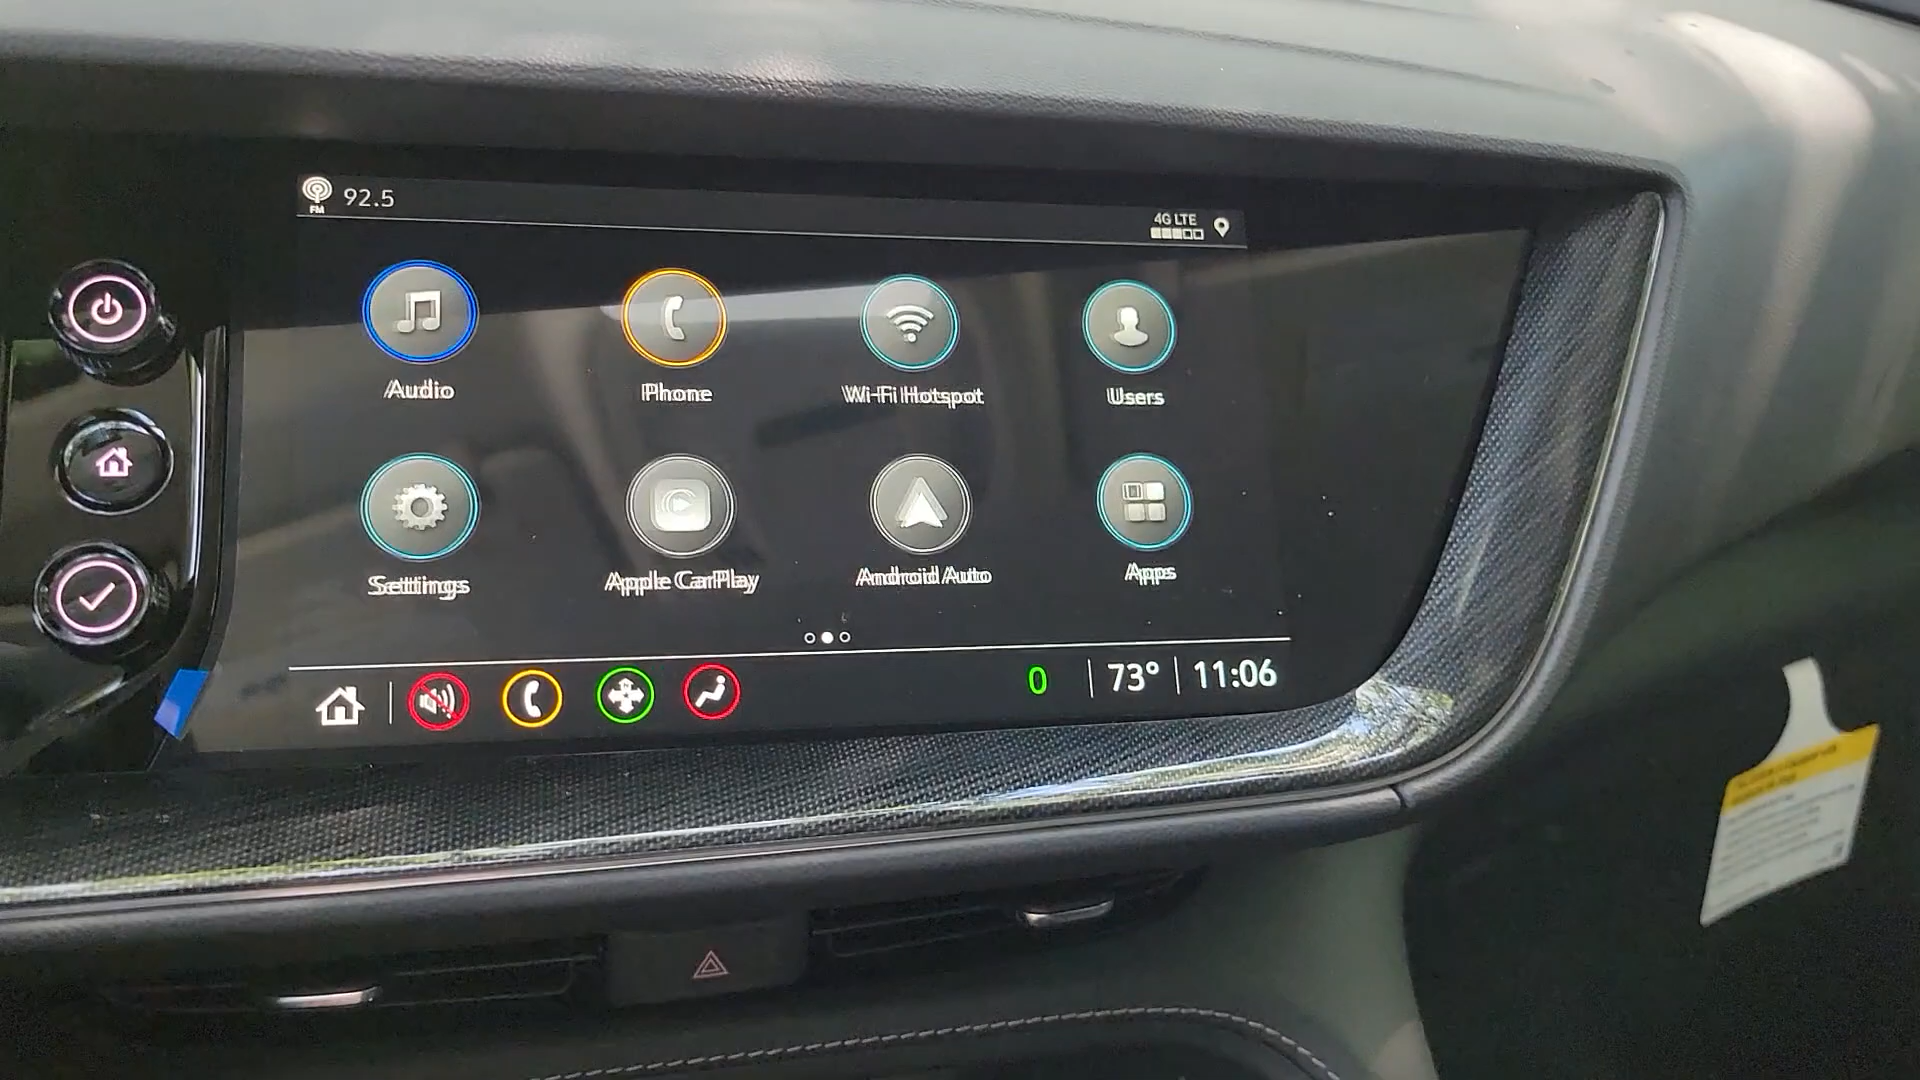 FM 92.5
4G LTE
Audio Phone Wi-Fi Hotspot Users
Settings Apple CarPlay Android Auto Apps
0 73° 11:06